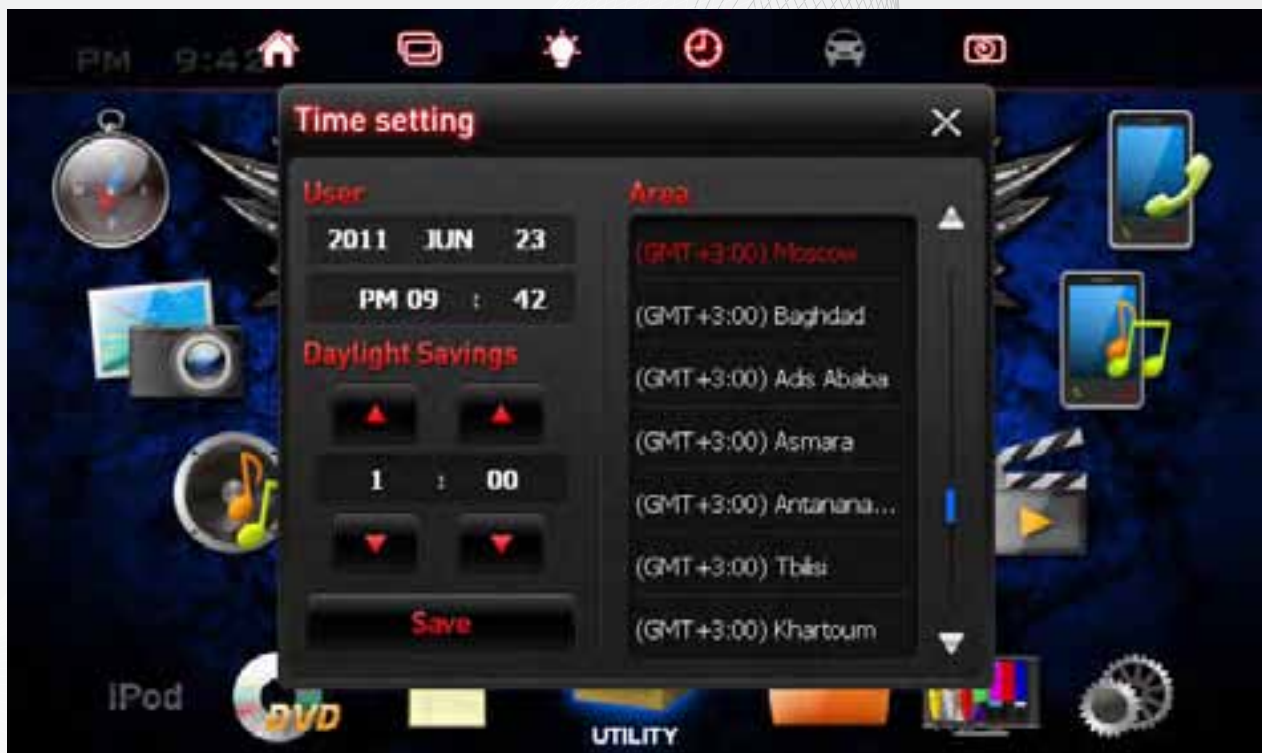 PM 9:42
Time setting
User
2011 JUN 23
PM 09 : 42
Daylight Savings
1 : 00
Save
Area
(GMT+3:00) Moscow
(GMT+3:00) Baghdad
(GMT+3:00) Adis Ababa
(GMT+3:00) Asmara
(GMT+3:00) Antanana...
(GMT+3:00) Tbilisi
(GMT+3:00) Khartoum
iPod
DVD
UTILITY